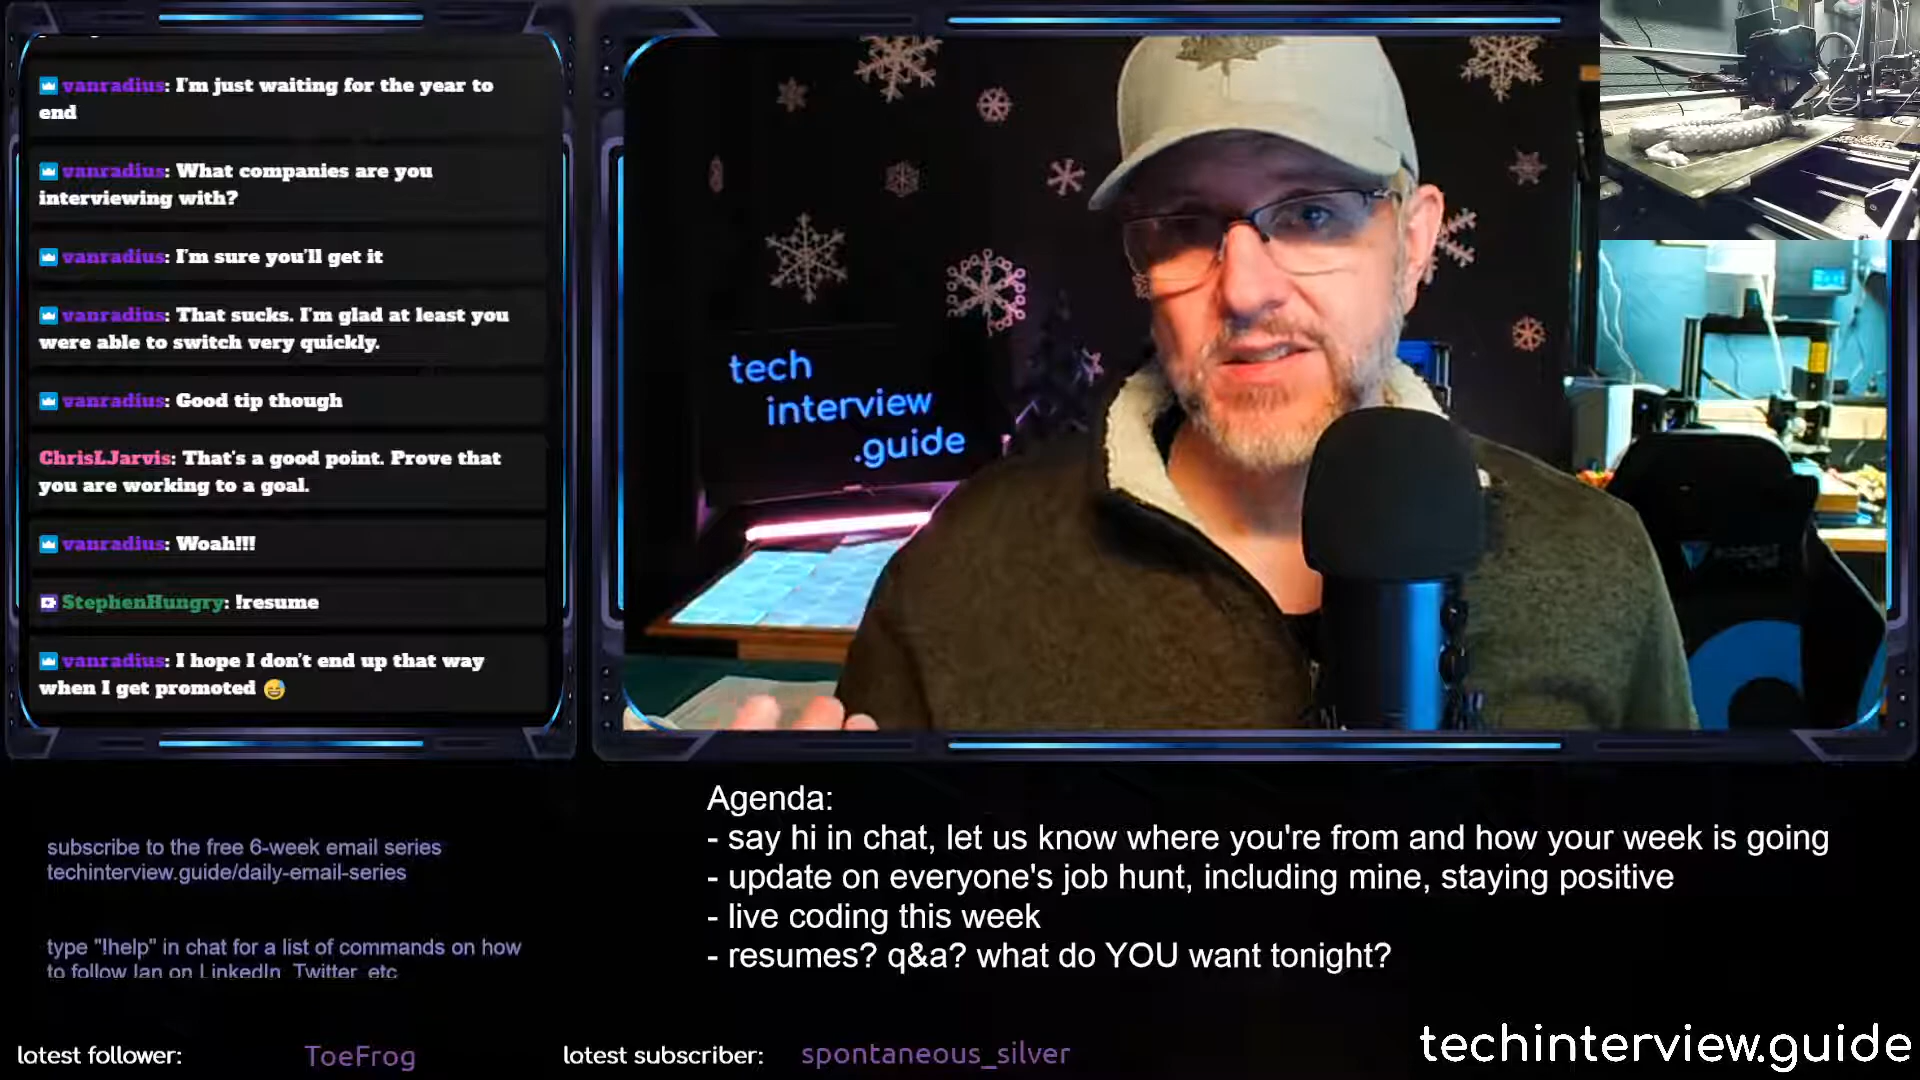 vanradius: I'm just waiting for the year to
end
vanradius: What companies are you
interviewing with?
vanradius: I'm sure you'll get it
vanradius: That sucks. I'm glad at least you
were able to switch very quickly.
vanradius: Good tip though
ChrisLJarvis: That's a good point. Prove that
you are working to a goal.
vanradius: Woah!!!
StephenHungry: !resume
vanradius: I hope I don't end up that way
when I get promoted 😅
tech
interview
.guide
subscribe to the free 6-week email series
techinterview.guide/daily-email-series
type "!help" in chat for a list of commands on how
to follow Ian on LinkedIn, Twitter, etc
Agenda:
- say hi in chat, let us know where you're from and how your week is going
- update on everyone's job hunt, including mine, staying positive
- live coding this week
- resumes? q&a? what do YOU want tonight?
latest follower: ToeFrog
latest subscriber: spontaneous_silver
techinterview.guide